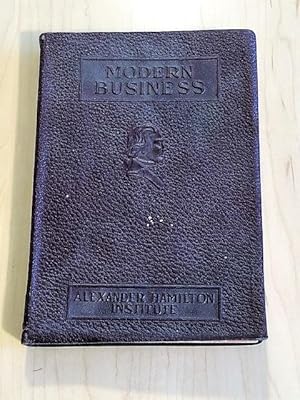 MODERN
BUSINESS
ALEXANDER HAMILTON
INSTITUTE